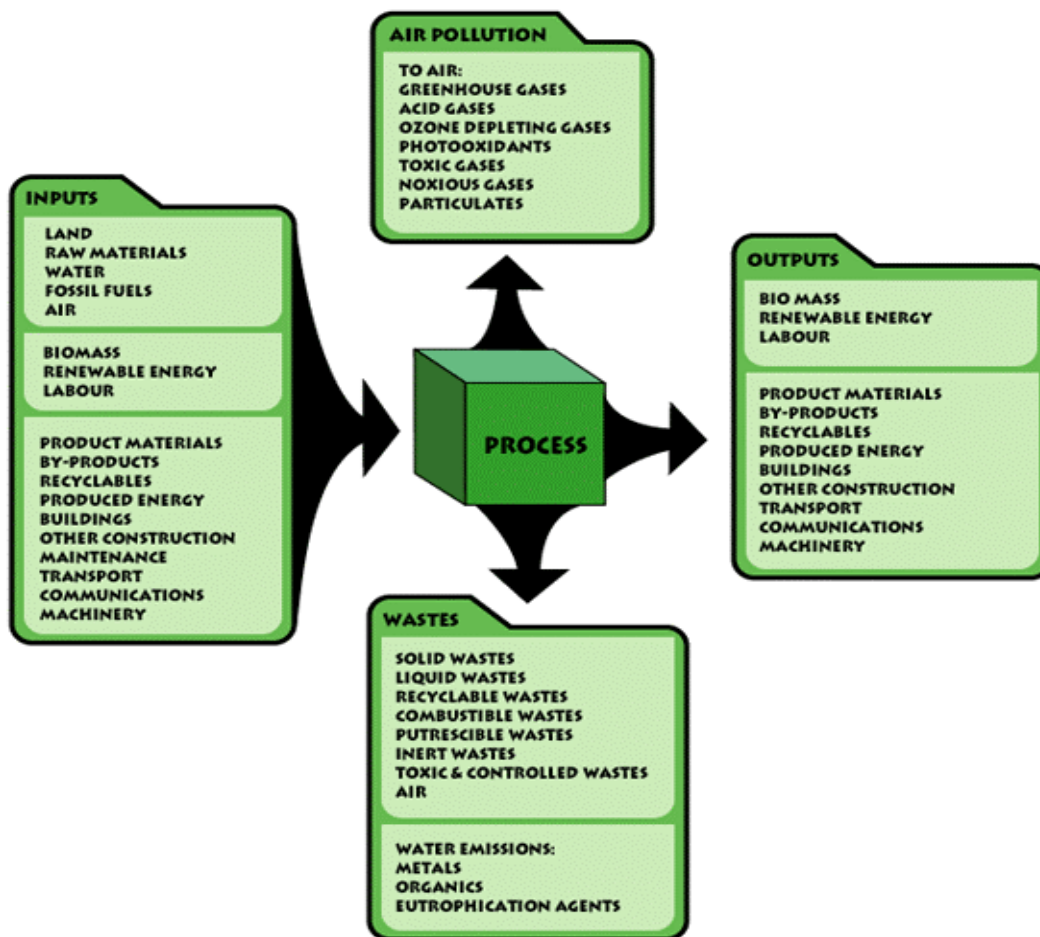 AIR POLLUTION
TO AIR:
GREENHOUSE GASES
ACID GASES
OZONE DEPLETING GASES
PHOTOOXIDANTS
TOXIC GASES
NOXIOUS GASES
PARTICULATES
INPUTS
LAND
RAW MATERIALS
WATER
FOSSIL FUELS
AIR
BIOMASS
RENEWABLE ENERGY
LABOUR
PRODUCT MATERIALS
BY-PRODUCTS
RECYCLABLES
PRODUCED ENERGY
BUILDINGS
OTHER CONSTRUCTION
MAINTENANCE
TRANSPORT
COMMUNICATIONS
MACHINERY
PROCESS
OUTPUTS
BIO MASS
RENEWABLE ENERGY
LABOUR
PRODUCT MATERIALS
BY-PRODUCTS
RECYCLABLES
PRODUCED ENERGY
BUILDINGS
OTHER CONSTRUCTION
TRANSPORT
COMMUNICATIONS
MACHINERY
WASTES
SOLID WASTES
LIQUID WASTES
RECYCLABLE WASTES
COMBUSTIBLE WASTES
PUTRESCIBLE WASTES
INERT WASTES
TOXIC & CONTROLLED WASTES
AIR
WATER EMISSIONS:
METALS
ORGANICS
EUTROPHICATION AGENTS